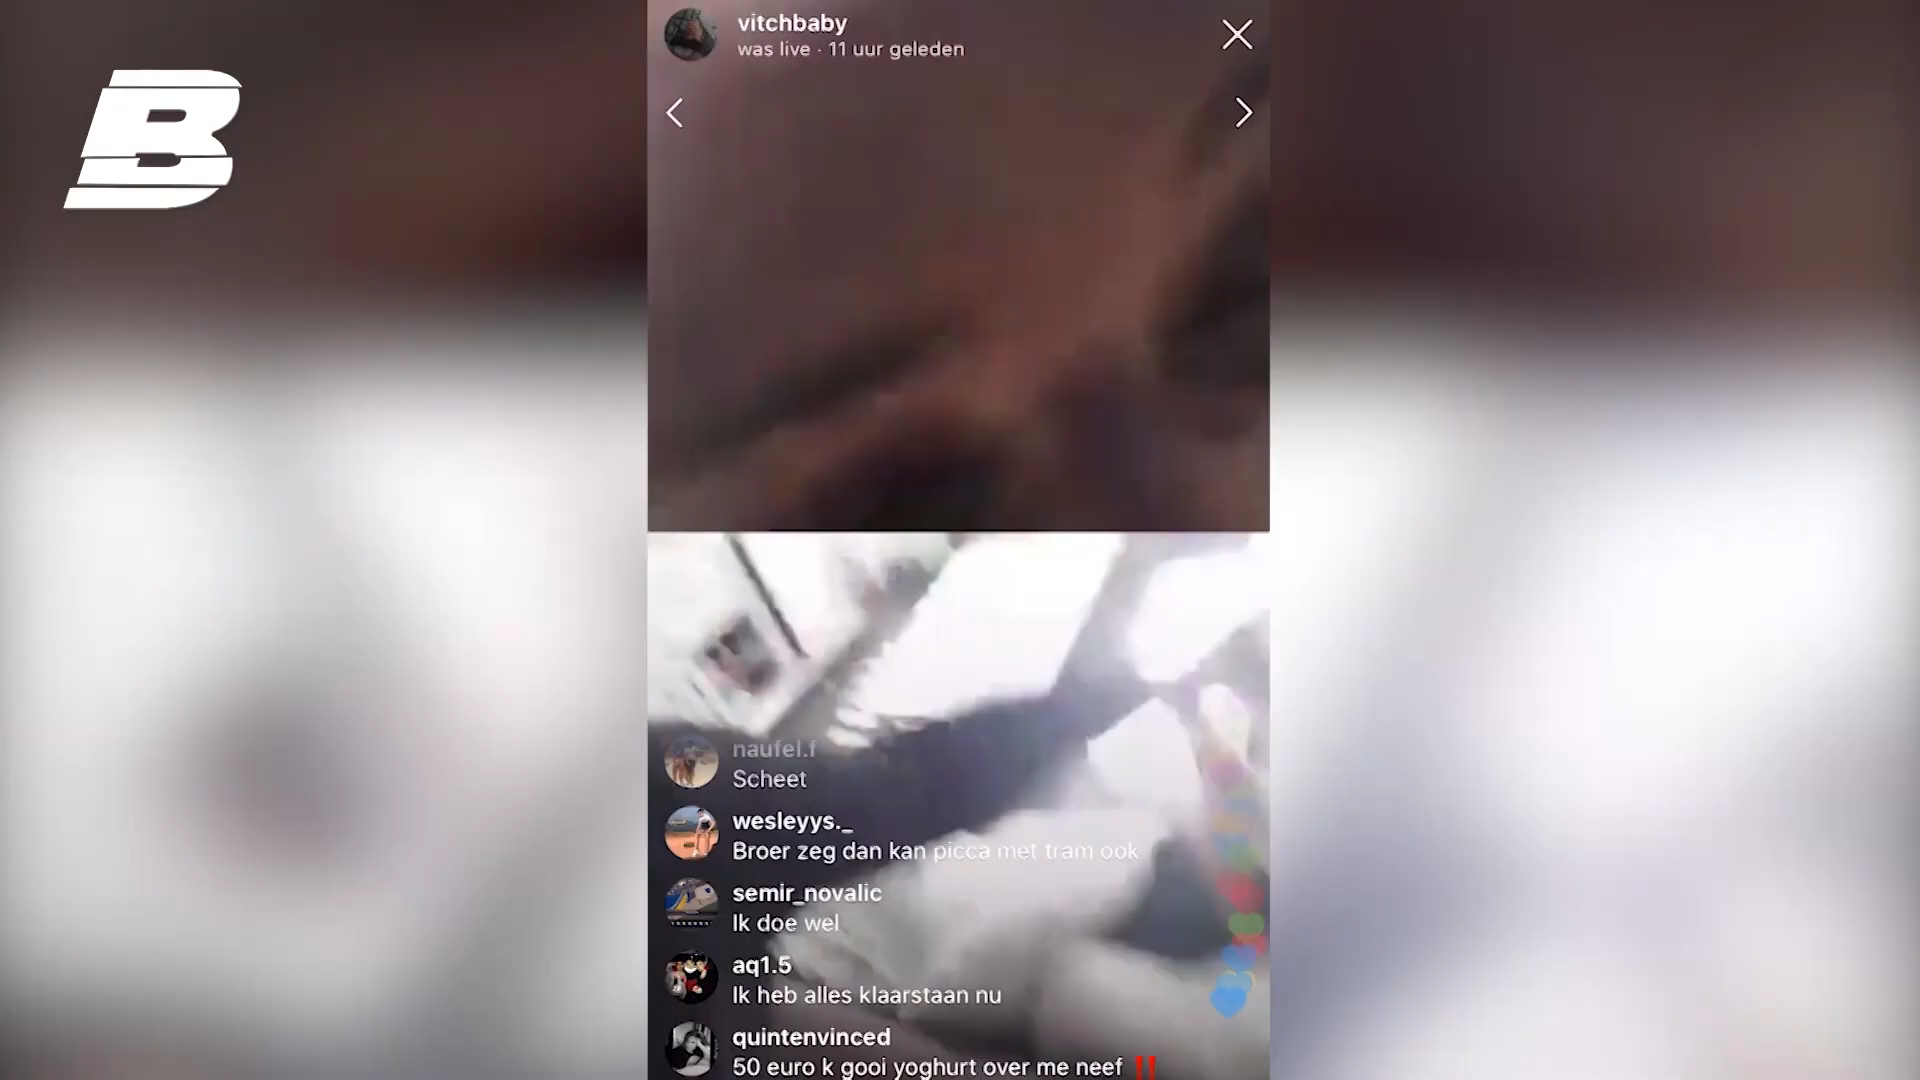 B
vitchbaby
was live · 11 uur geleden
naufel.f
Scheet
wesleyys._
Broer zeg dan kan picca met tram ook
semir_novalic
Ik doe wel
aq1.5
Ik heb alles klaarstaan nu
quintenvinced
50 euro k gooi yoghurt over me neef ‼️